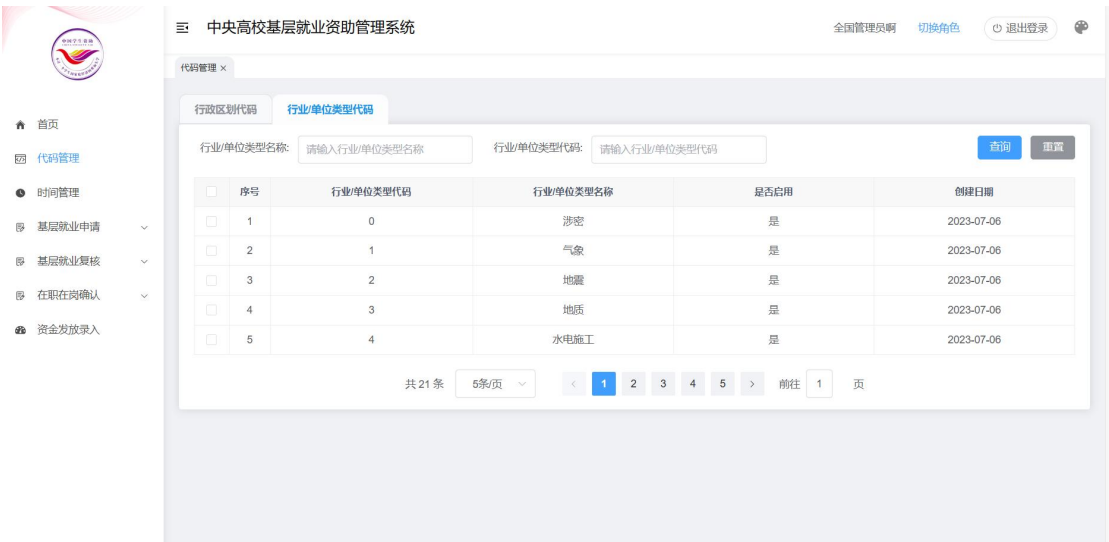 中央高校基层就业资助管理系统
全国管理员啊 切换角色 退出登录
代码管理 ×
首页
代码管理
时间管理
基层就业申请
基层就业复核
在职在岗确认
资金发放录入
行政区划代码 行业/单位类型代码
行业/单位类型名称: 请输入行业/单位类型名称 行业/单位类型代码: 请输入行业/单位类型代码 查询 重置
序号 行业/单位类型代码 行业/单位类型名称 是否启用 创建日期
1 0 涉密 是 2023-07-06
2 1 气象 是 2023-07-06
3 2 地震 是 2023-07-06
4 3 地质 是 2023-07-06
5 4 水电施工 是 2023-07-06
共 21 条 5条/页 < 1 2 3 4 5 > 前往 1 页